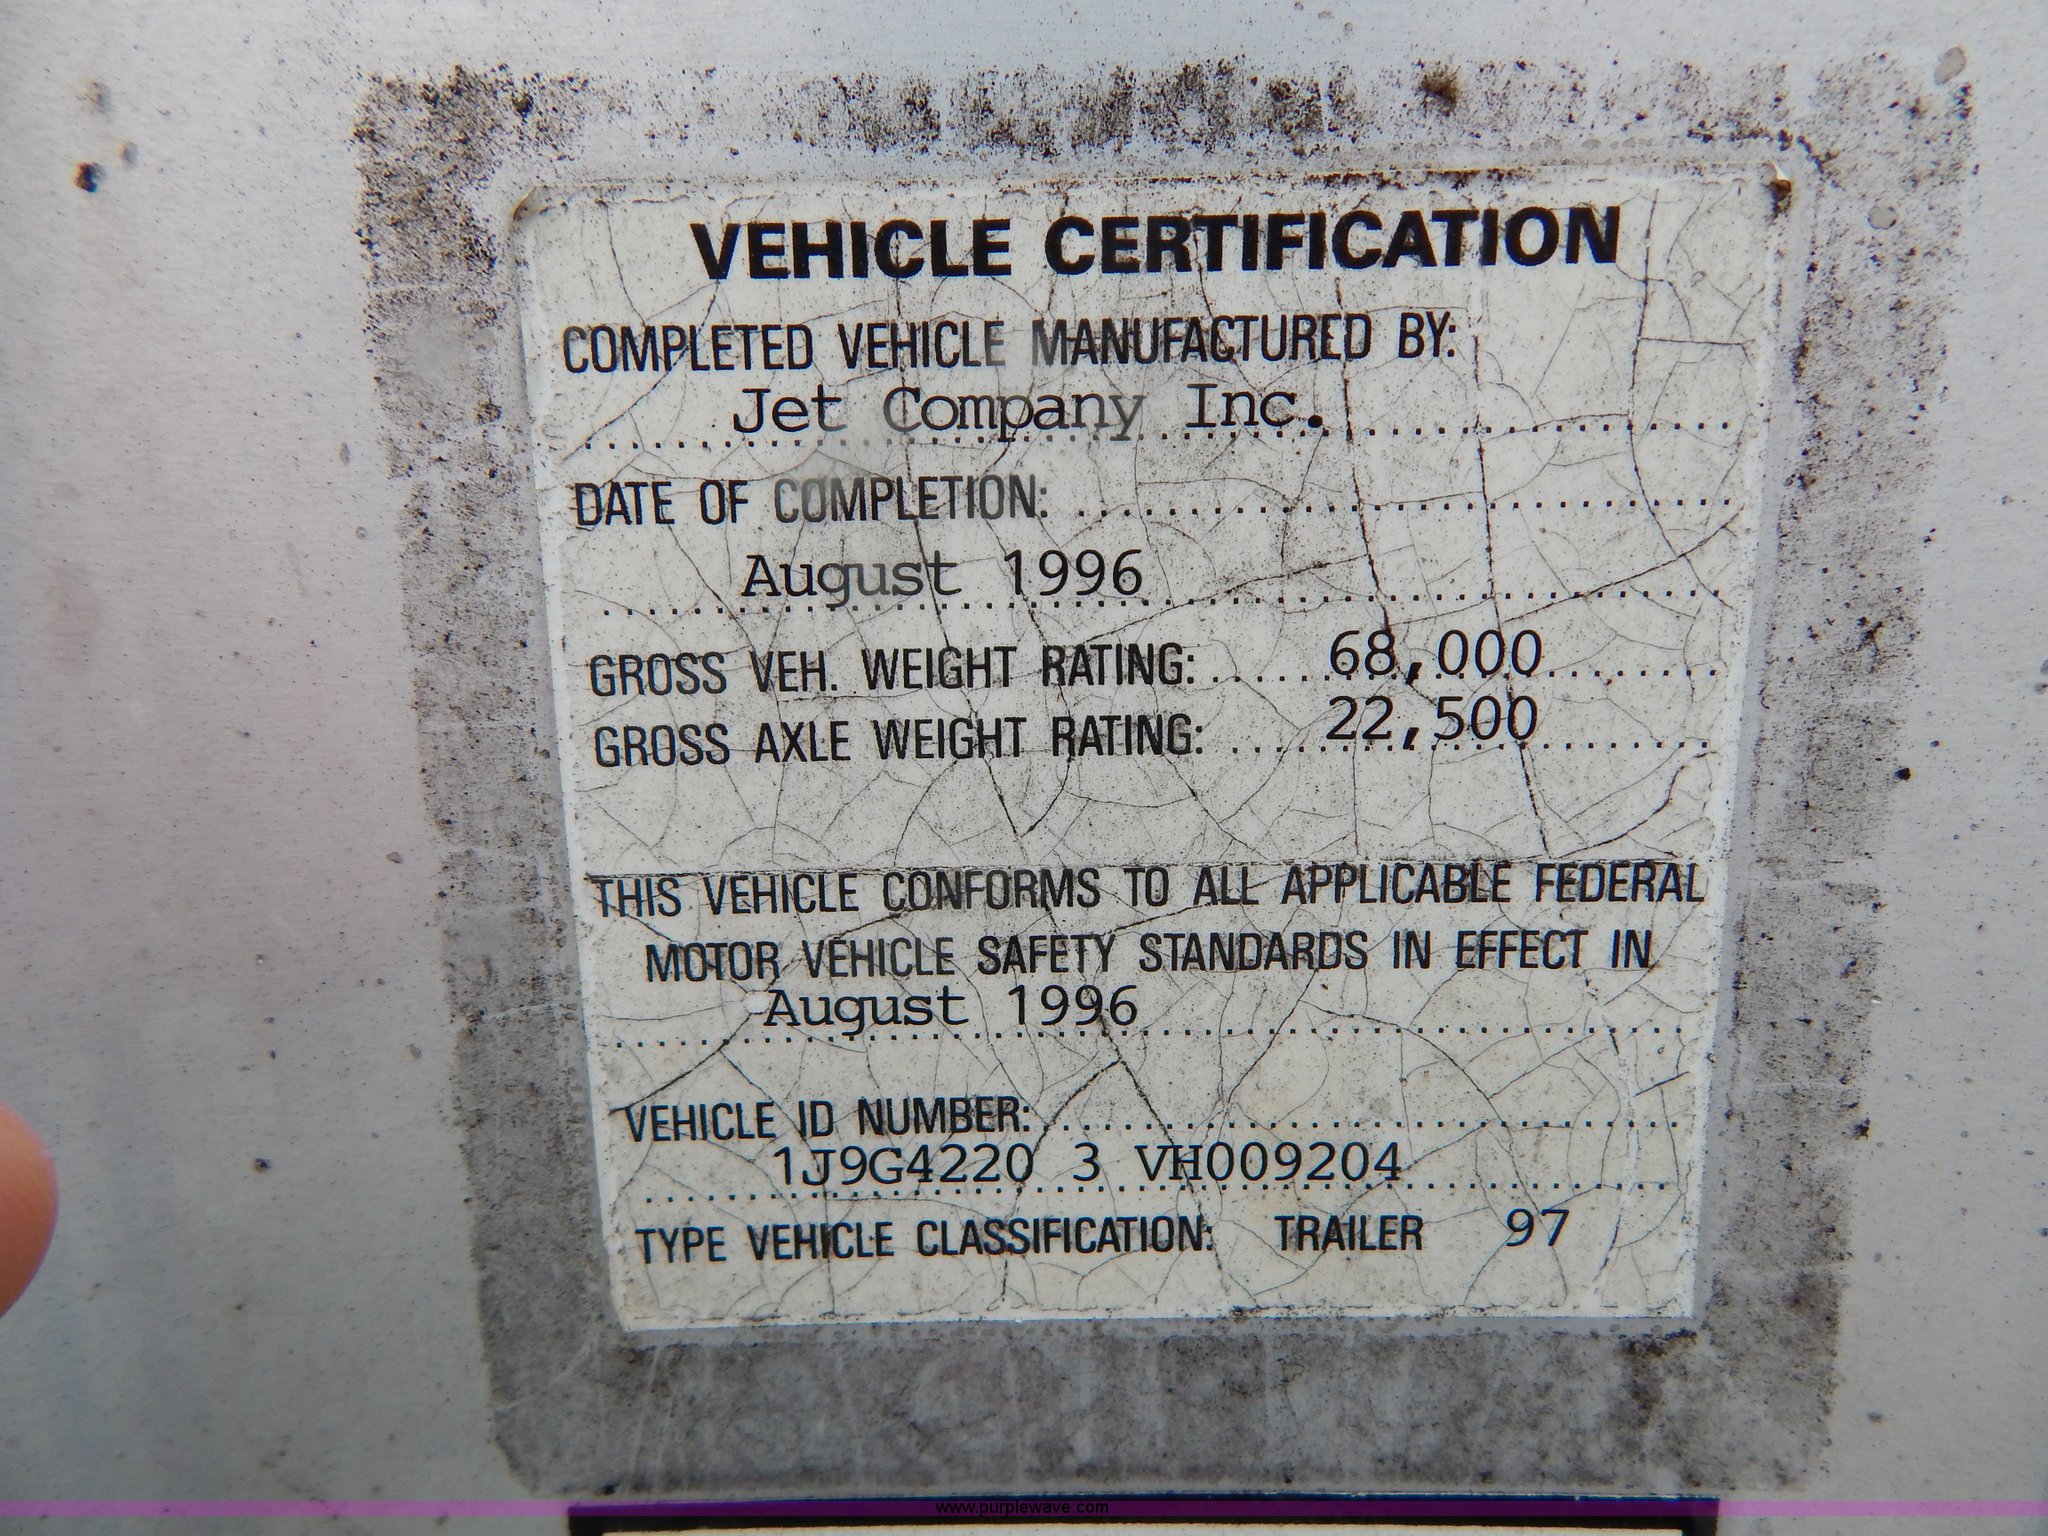 VEHICLE CERTIFICATION
COMPLETED VEHICLE MANUFACTURED BY:
Jet Company Inc.
DATE OF COMPLETION:
August 1996
GROSS VEH. WEIGHT RATING: 68,000
GROSS AXLE WEIGHT RATING: 22,500
THIS VEHICLE CONFORMS TO ALL APPLICABLE FEDERAL
MOTOR VEHICLE SAFETY STANDARDS IN EFFECT IN
August 1996
VEHICLE ID NUMBER:
1J9G4220 3 VH009204
TYPE VEHICLE CLASSIFICATION: TRAILER 97
www.purplewave.com